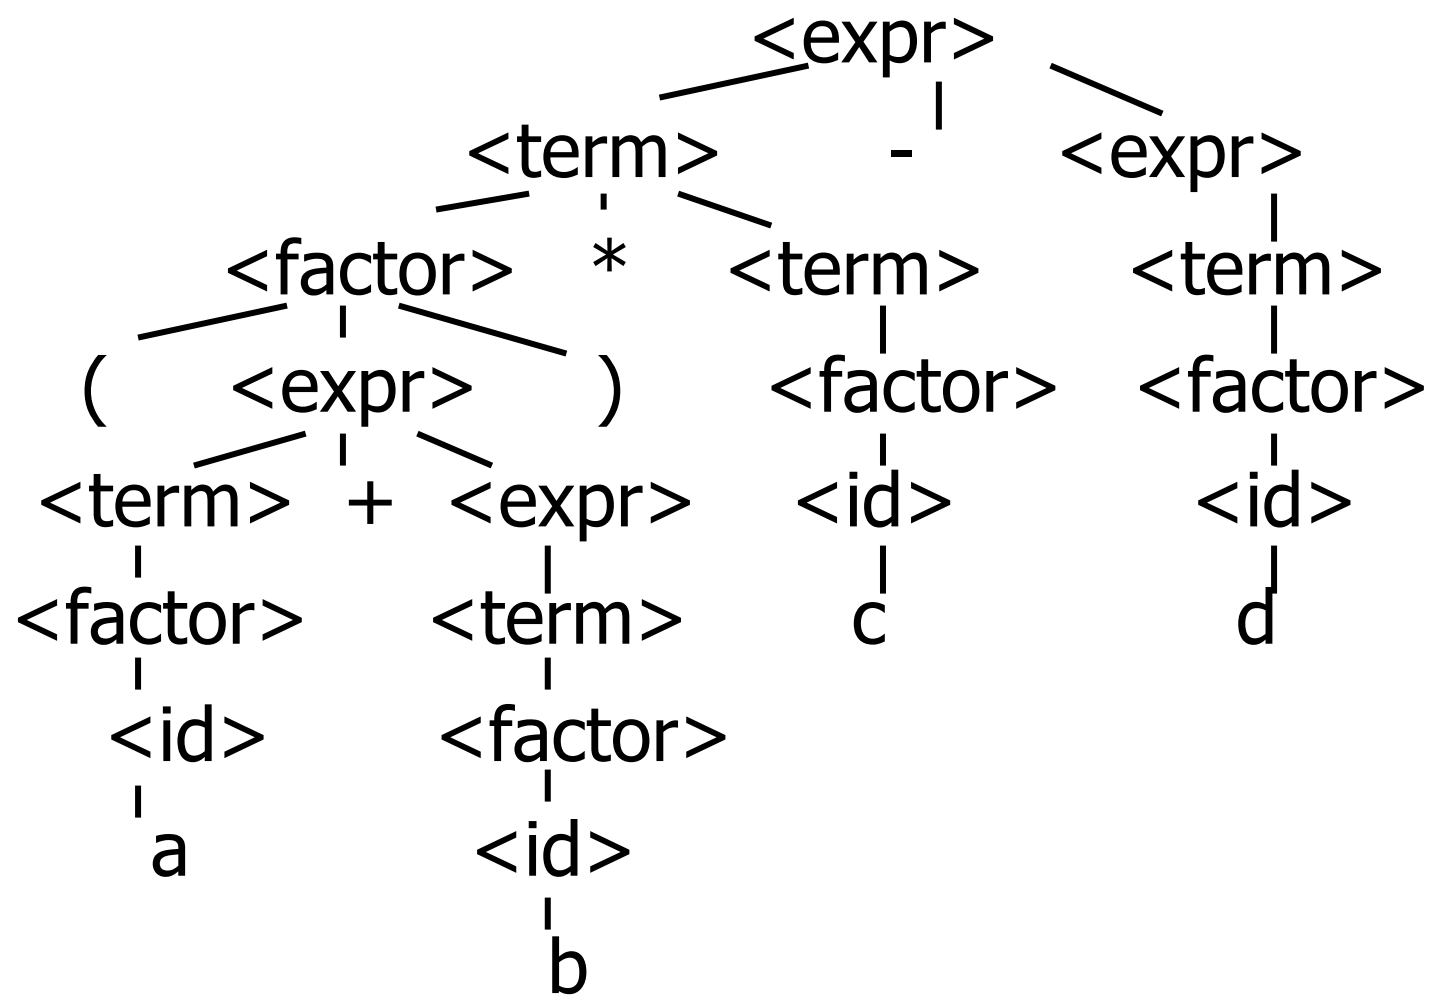 <expr>
<term> - <expr>
<factor> * <term> <term>
( <expr> ) <factor> <factor>
<term> + <expr> <id> <id>
<factor> <term> c d
<id> <factor>
a <id>
b